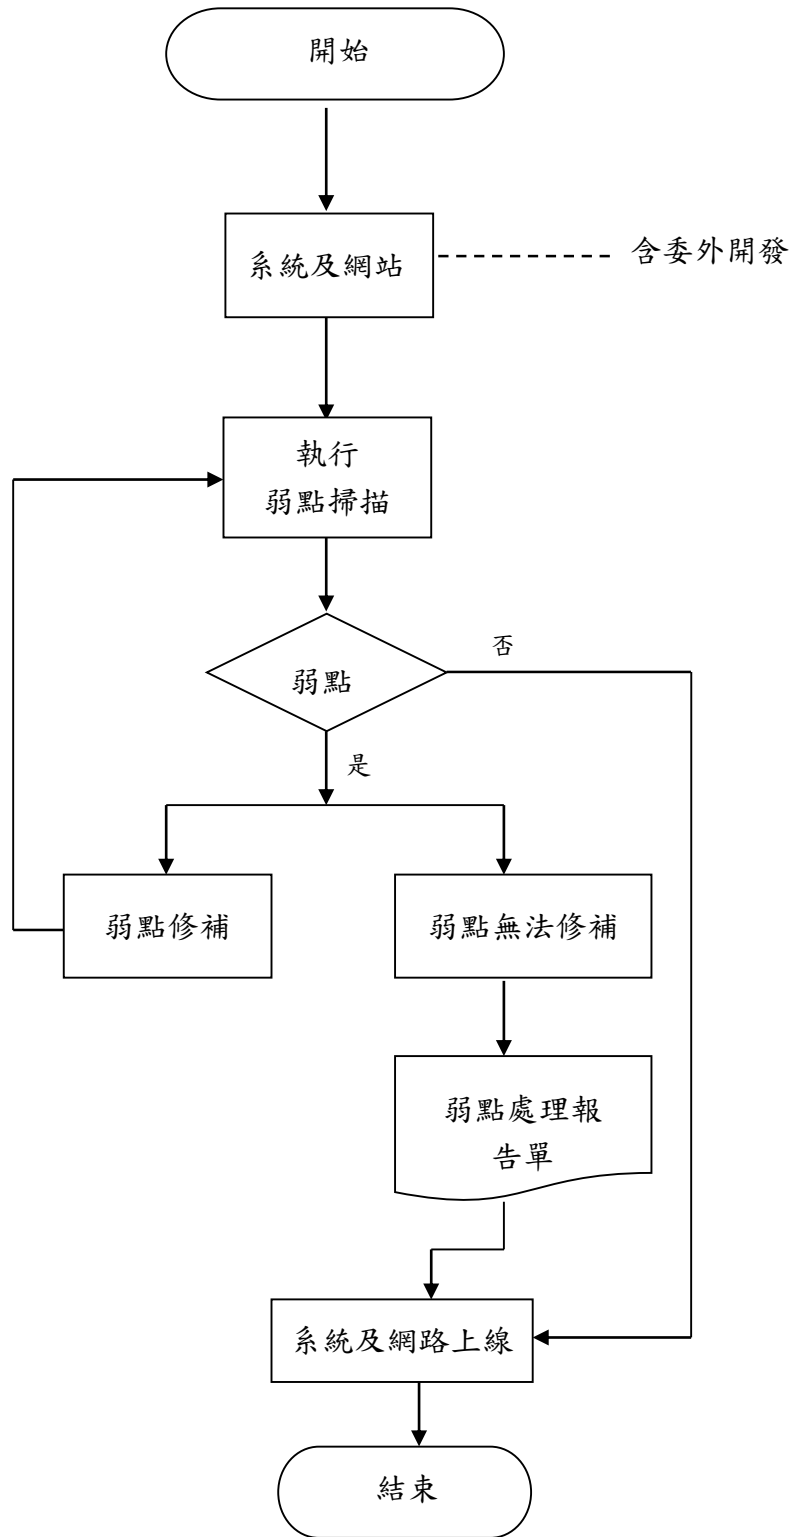 開始
系統及網站
含委外開發
執行
弱點掃描
弱點
否
是
弱點修補
弱點無法修補
弱點處理報
告單
系統及網路上線
結束